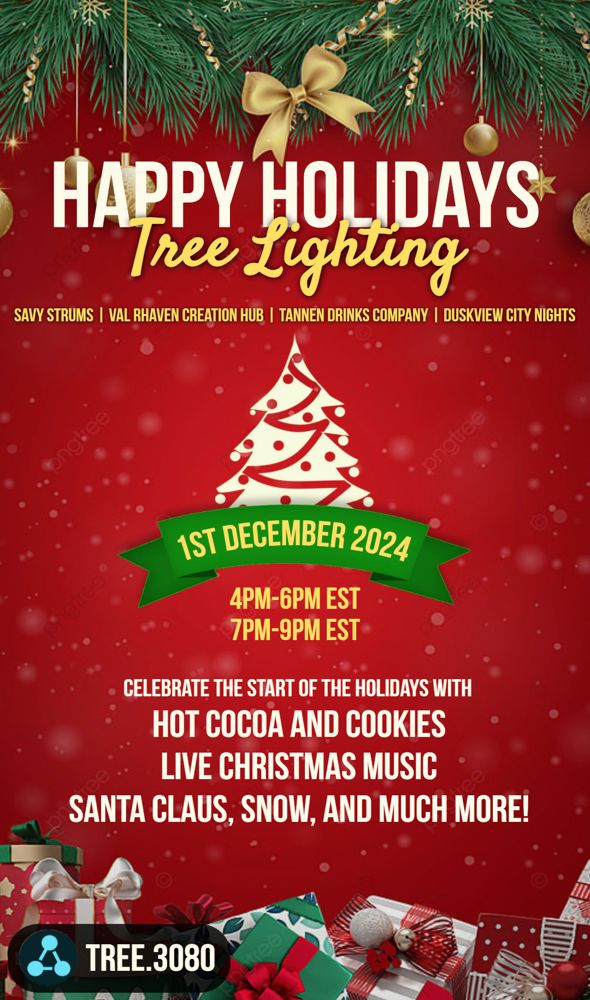 HAPPY HOLIDAYS
Tree Lighting
SAVY STRUMS | VAL RHAVEN CREATION HUB | TANNEN DRINKS COMPANY | DUSKVIEW CITY NIGHTS
1ST DECEMBER 2024
4PM-6PM EST
7PM-9PM EST
CELEBRATE THE START OF THE HOLIDAYS WITH
HOT COCOA AND COOKIES
LIVE CHRISTMAS MUSIC
SANTA CLAUS, SNOW, AND MUCH MORE!
TREE.3080
pngtree